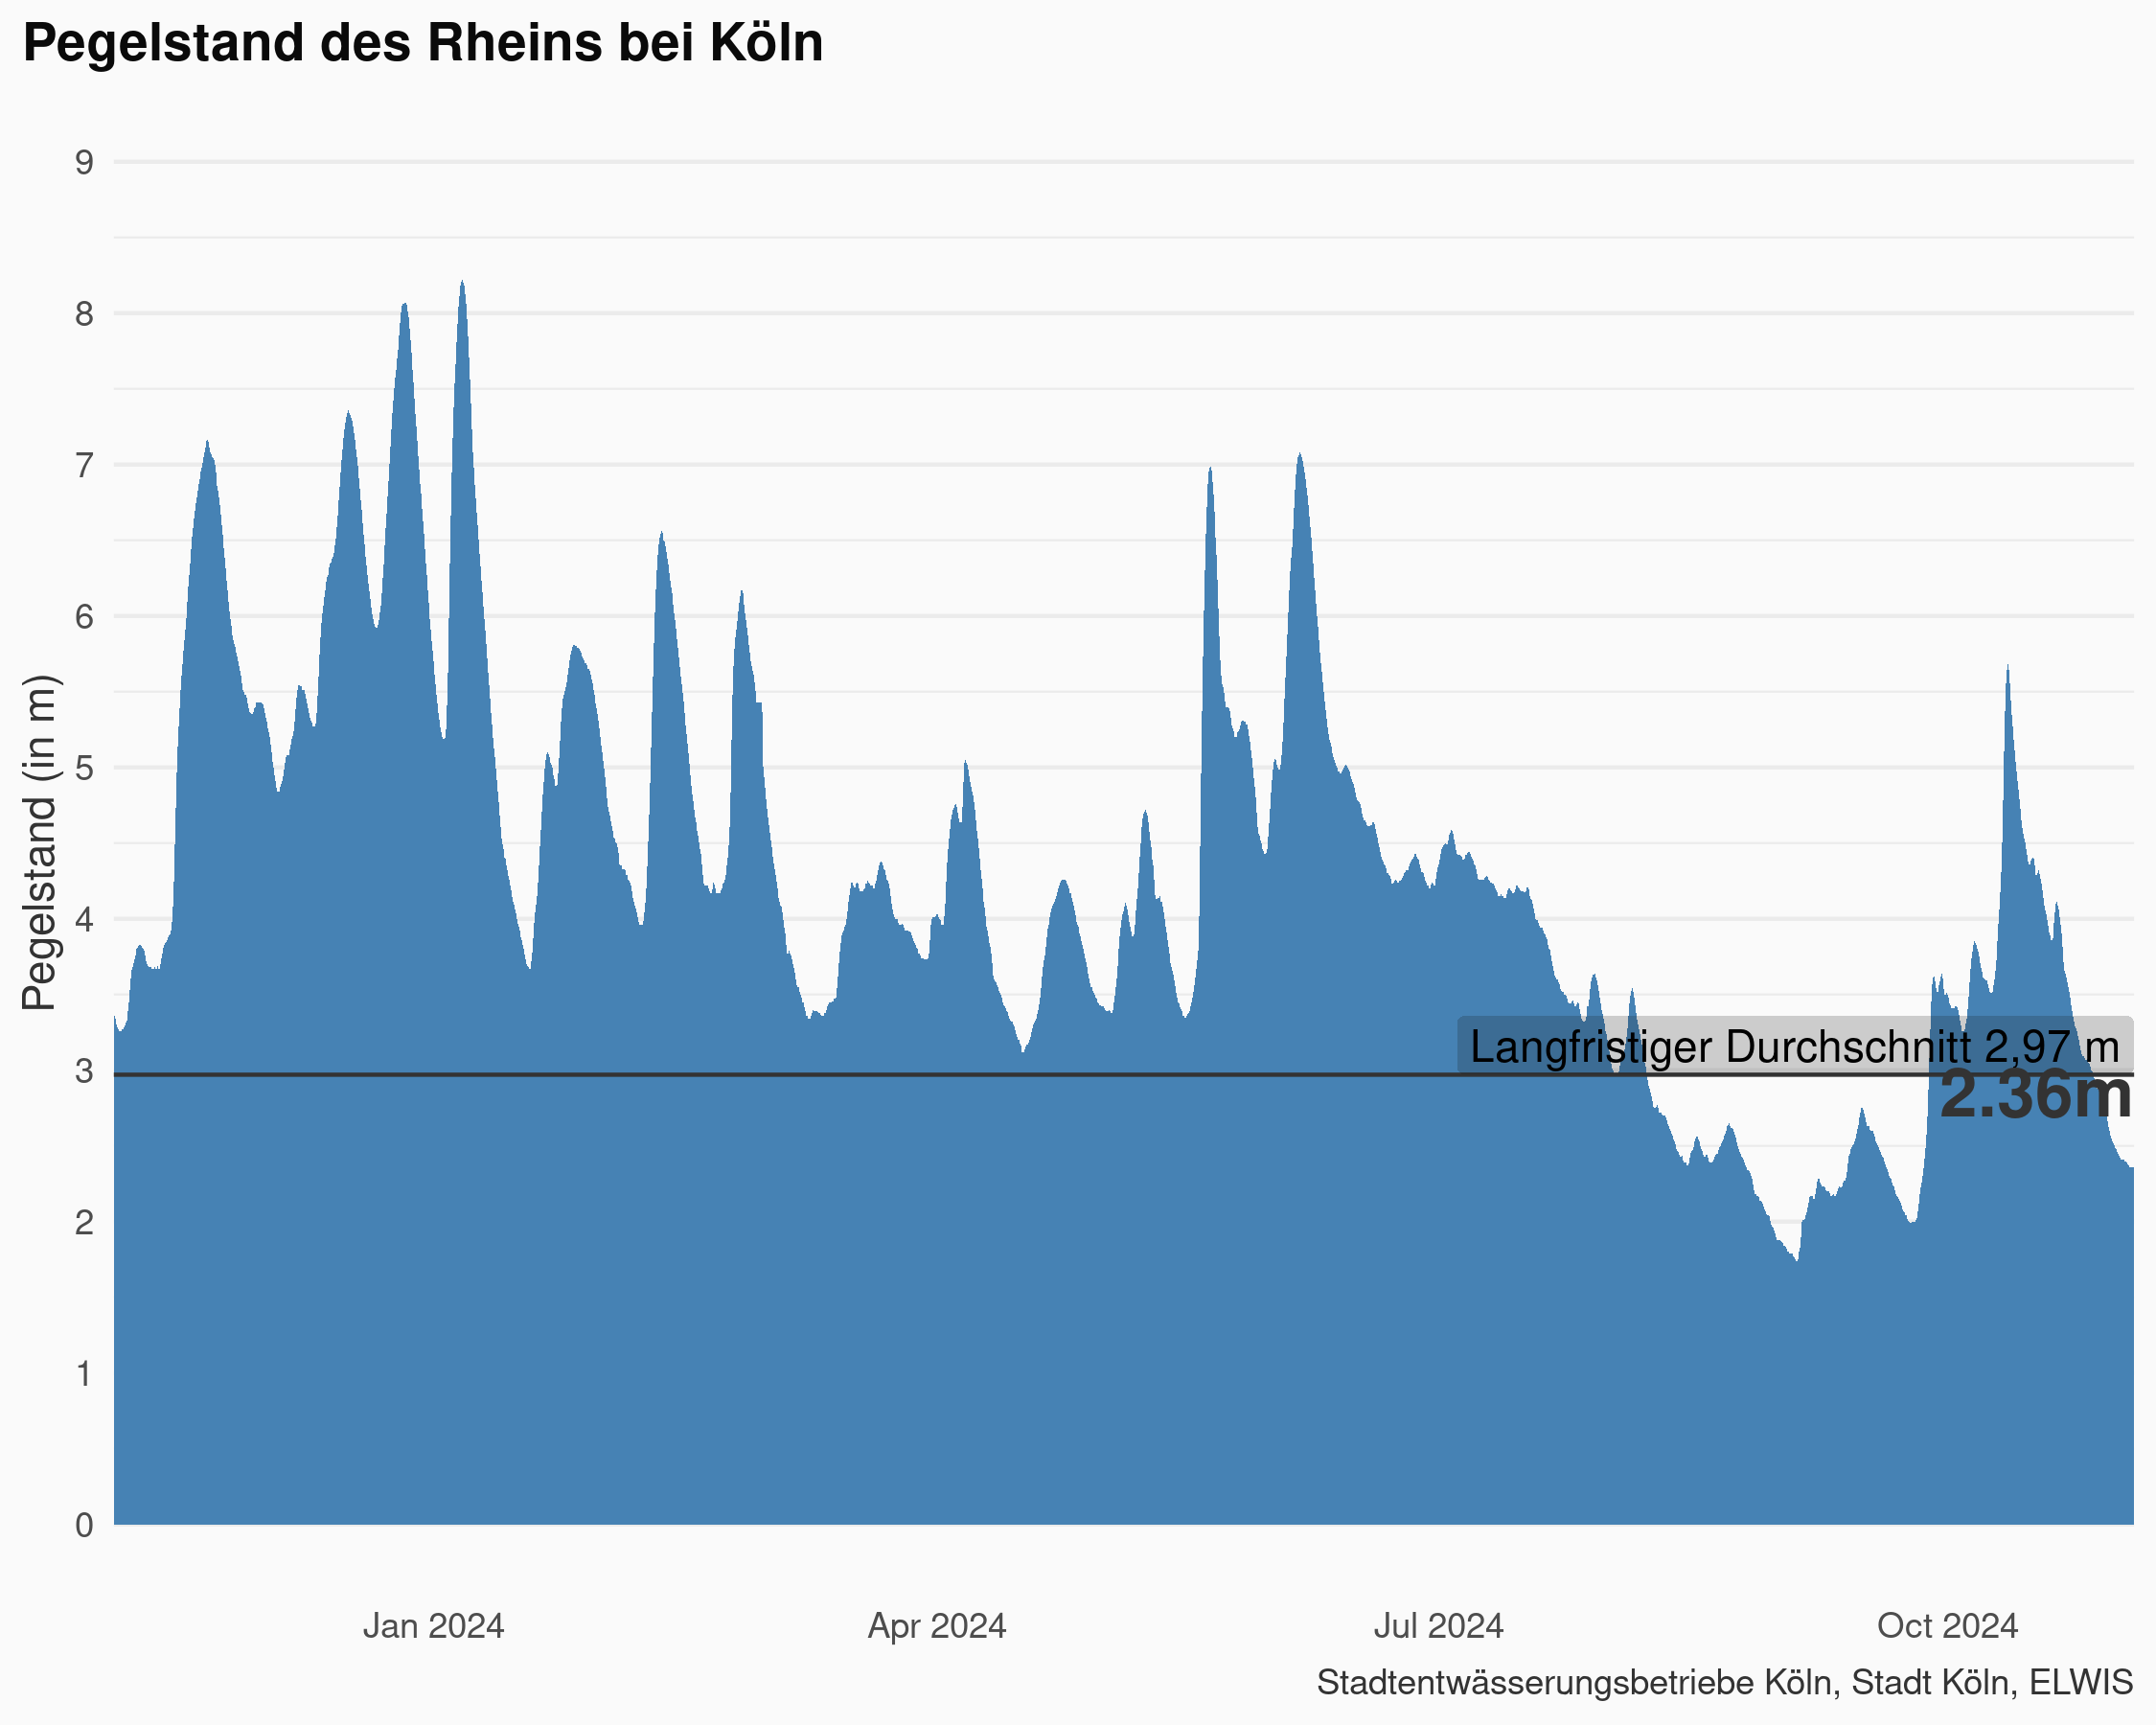 Pegelstand des Rheins bei Köln
Pegelstand (in m)
9
8
7
6
5
4
3
2
1
0
Langfristiger Durchschnitt 2,97 m
2.36m
Jan 2024
Apr 2024
Jul 2024
Oct 2024
Stadtentwässerungsbetriebe Köln, Stadt Köln, ELWIS